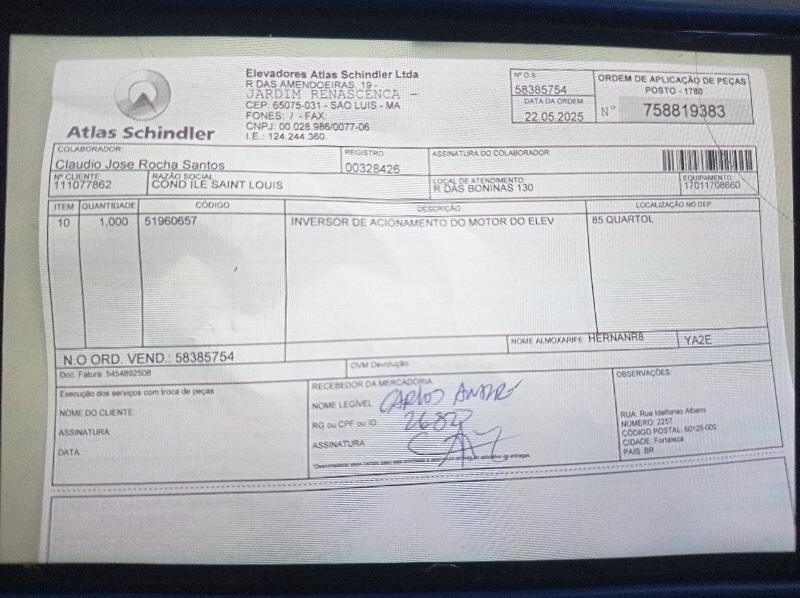 Atlas Schindler
Elevadores Atlas Schindler Ltda
R DAS AMENDOEIRAS, 19 -
JARDIM RENASCENCA -
CEP: 65075-031 - SAO LUIS - MA
FONES: / - FAX:
CNPJ: 00.028.986/0077-06
I.E.: 124.244.360.
Nº O.S.
58385754
DATA DA ORDEM
22.05.2025
ORDEM DE APLICAÇÃO DE PEÇAS
POSTO - 1780
Nº 758819383
COLABORADOR:
Claudio Jose Rocha Santos
REGISTRO
00328426
ASSINATURA DO COLABORADOR
Nº CLIENTE
111077862
RAZÃO SOCIAL
COND ILE SAINT LOUIS
LOCAL DE ATENDIMENTO:
R DAS BONINAS 130
EQUIPAMENTO:
17011708660
ITEM QUANTIDADE CÓDIGO DESCRIÇÃO LOCALIZAÇÃO NO DEP
10 1,000 51960657 INVERSOR DE ACIONAMENTO DO MOTOR DO ELEV 85.QUARTOL
NOME ALMOXARIFE: HERNANR8 YA2E
N.O ORD. VEND.: 58385754
Doc. Fatura: 5454892508
OVM Devolução:
Execução dos serviços com troca de peças
NOME DO CLIENTE:
ASSINATURA:
DATA:
RECEBEDOR DA MERCADORIA
NOME LEGÍVEL: CARLOS ANDRE
RG ou CPF ou ID:
ASSINATURA:
OBSERVAÇÕES:
RUA: Rua Ildefonso Albano
NÚMERO: 2257
CÓDIGO POSTAL: 60125-000
CIDADE: Fortaleza
PAÍS: BR